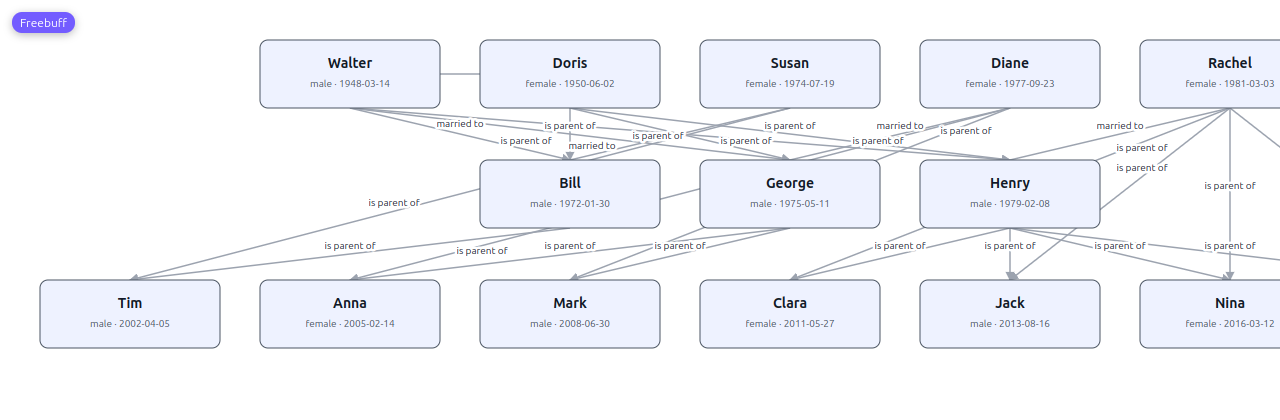 Freebuff
Walter
male · 1948-03-14
Doris
female · 1950-06-02
Susan
female · 1974-07-19
Diane
female · 1977-09-23
Rachel
female · 1981-03-03
married to
is parent of
is parent of
married to
is parent of
is parent of
is parent of
married to
is parent of
is parent of
married to
is parent of
is parent of
Bill
male · 1972-01-30
George
male · 1975-05-11
Henry
male · 1979-02-08
is parent of
is parent of
is parent of
is parent of
is parent of
is parent of
is parent of
is parent of
is parent of
is parent of
Tim
male · 2002-04-05
Anna
female · 2005-02-14
Mark
male · 2008-06-30
Clara
female · 2011-05-27
Jack
male · 2013-08-16
Nina
female · 2016-03-12